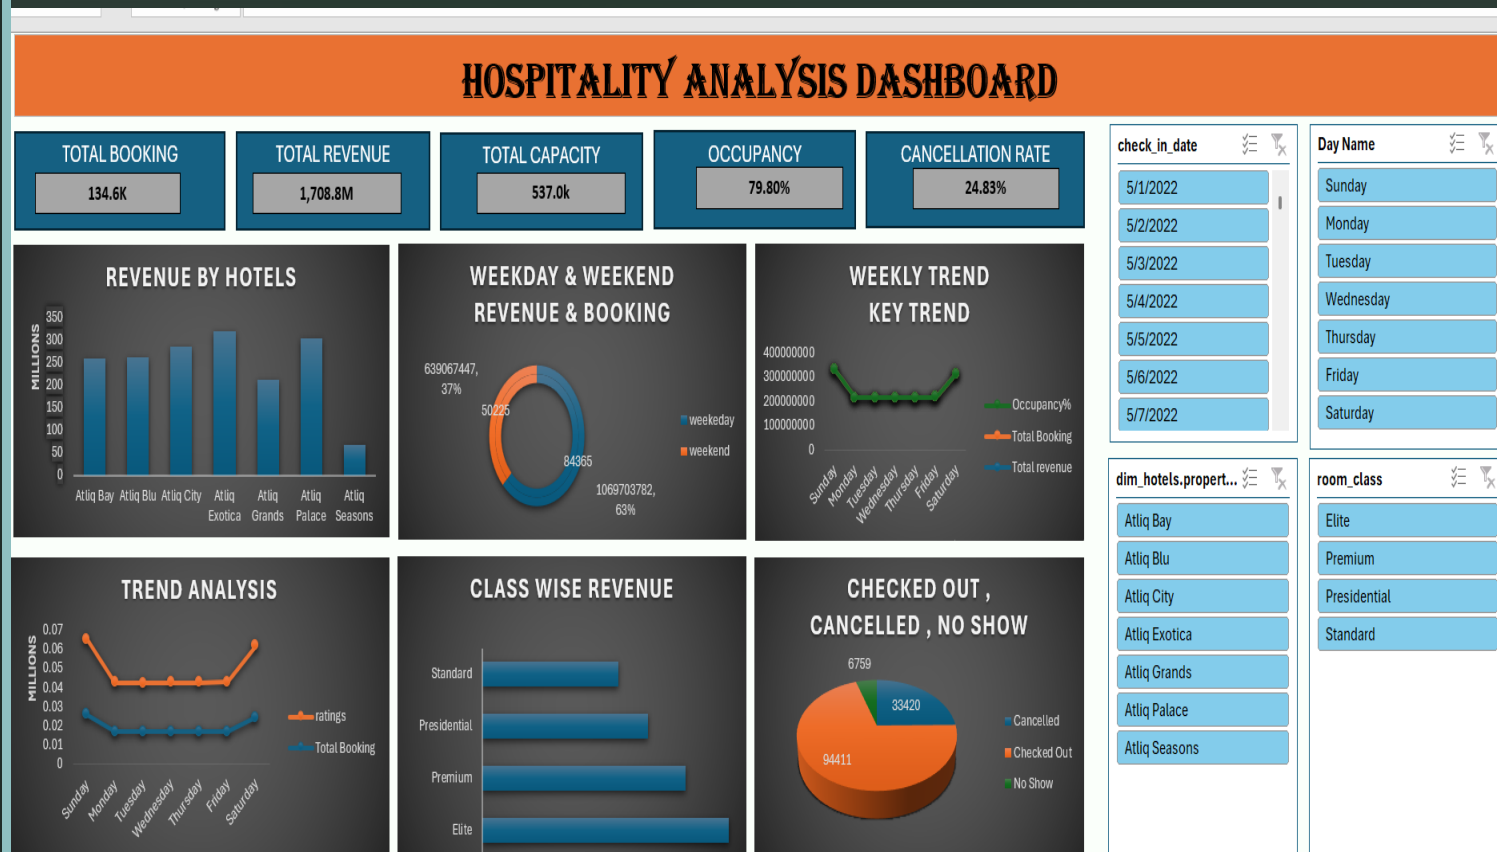 HOSPITALITY ANALYSIS DASHBOARD
TOTAL BOOKING
134.6K
TOTAL REVENUE
1,708.8M
TOTAL CAPACITY
537.0k
OCCUPANCY
79.80%
CANCELLATION RATE
24.83%
REVENUE BY HOTELS
MILLIONS
350
300
250
200
150
100
50
0
Atliq Bay
Atliq Blu
Atliq City
Atliq
Exotica
Atliq
Grands
Atliq
Palace
Atliq
Seasons
WEEKDAY & WEEKEND
REVENUE & BOOKING
639067447,
37%
50225
84365
1069703782,
63%
weekeday
weekend
WEEKLY TREND
KEY TREND
400000000
300000000
200000000
100000000
0
Sunday
Monday
Tuesday
Wednesday
Thursday
Friday
Saturday
Occupancy%
Total Booking
Total revenue
TREND ANALYSIS
MILLIONS
0.07
0.06
0.05
0.04
0.03
0.02
0.01
0
Sunday
Monday
Tuesday
Wednesday
Thursday
Friday
Saturday
ratings
Total Booking
CLASS WISE REVENUE
Standard
Presidential
Premium
Elite
CHECKED OUT ,
CANCELLED , NO SHOW
6759
33420
94411
Cancelled
Checked Out
No Show
check_in_date
5/1/2022
5/2/2022
5/3/2022
5/4/2022
5/5/2022
5/6/2022
5/7/2022
Day Name
Sunday
Monday
Tuesday
Wednesday
Thursday
Friday
Saturday
dim_hotels.propert...
Atliq Bay
Atliq Blu
Atliq City
Atliq Exotica
Atliq Grands
Atliq Palace
Atliq Seasons
room_class
Elite
Premium
Presidential
Standard